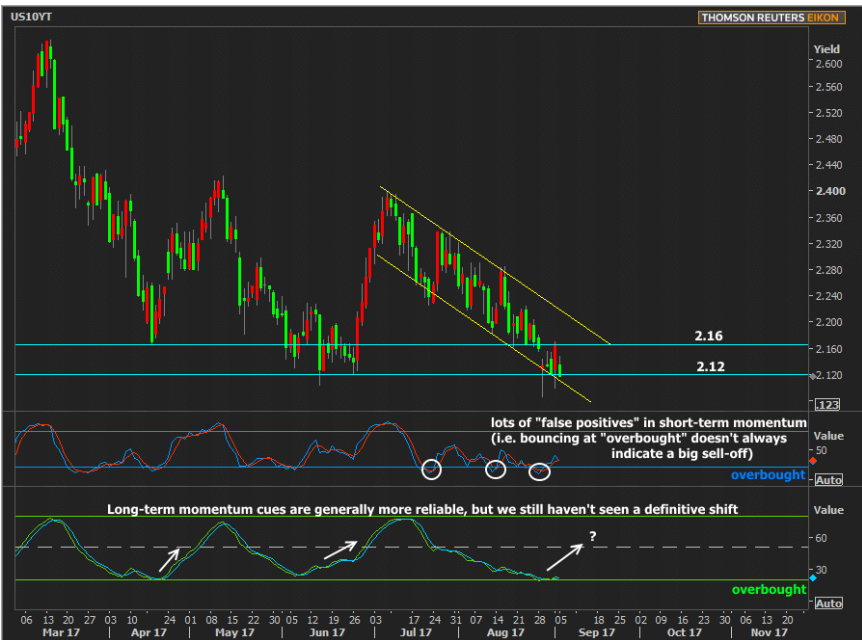 US10YT
THOMSON REUTERS EIKON
Yield
2.600
2.560
2.520
2.480
2.440
2.400
2.360
2.320
2.280
2.240
2.200
2.160
2.120
.123
2.16
2.12
lots of "false positives" in short-term momentum
(i.e. bouncing at "overbought" doesn't always
indicate a big sell-off)
overbought
Value
50
Auto
Long-term momentum cues are generally more reliable, but we still haven't seen a definitive shift
?
overbought
Value
60
30
Auto
06 13 20 27 03 10 24 01 08 15 22 30 05 12 19 26 03 17 24 31 07 14 21 28 05 18 25 02 09 16 23 30 06 13 20
Mar 17 Apr 17 May 17 Jun 17 Jul 17 Aug 17 Sep 17 Oct 17 Nov 17